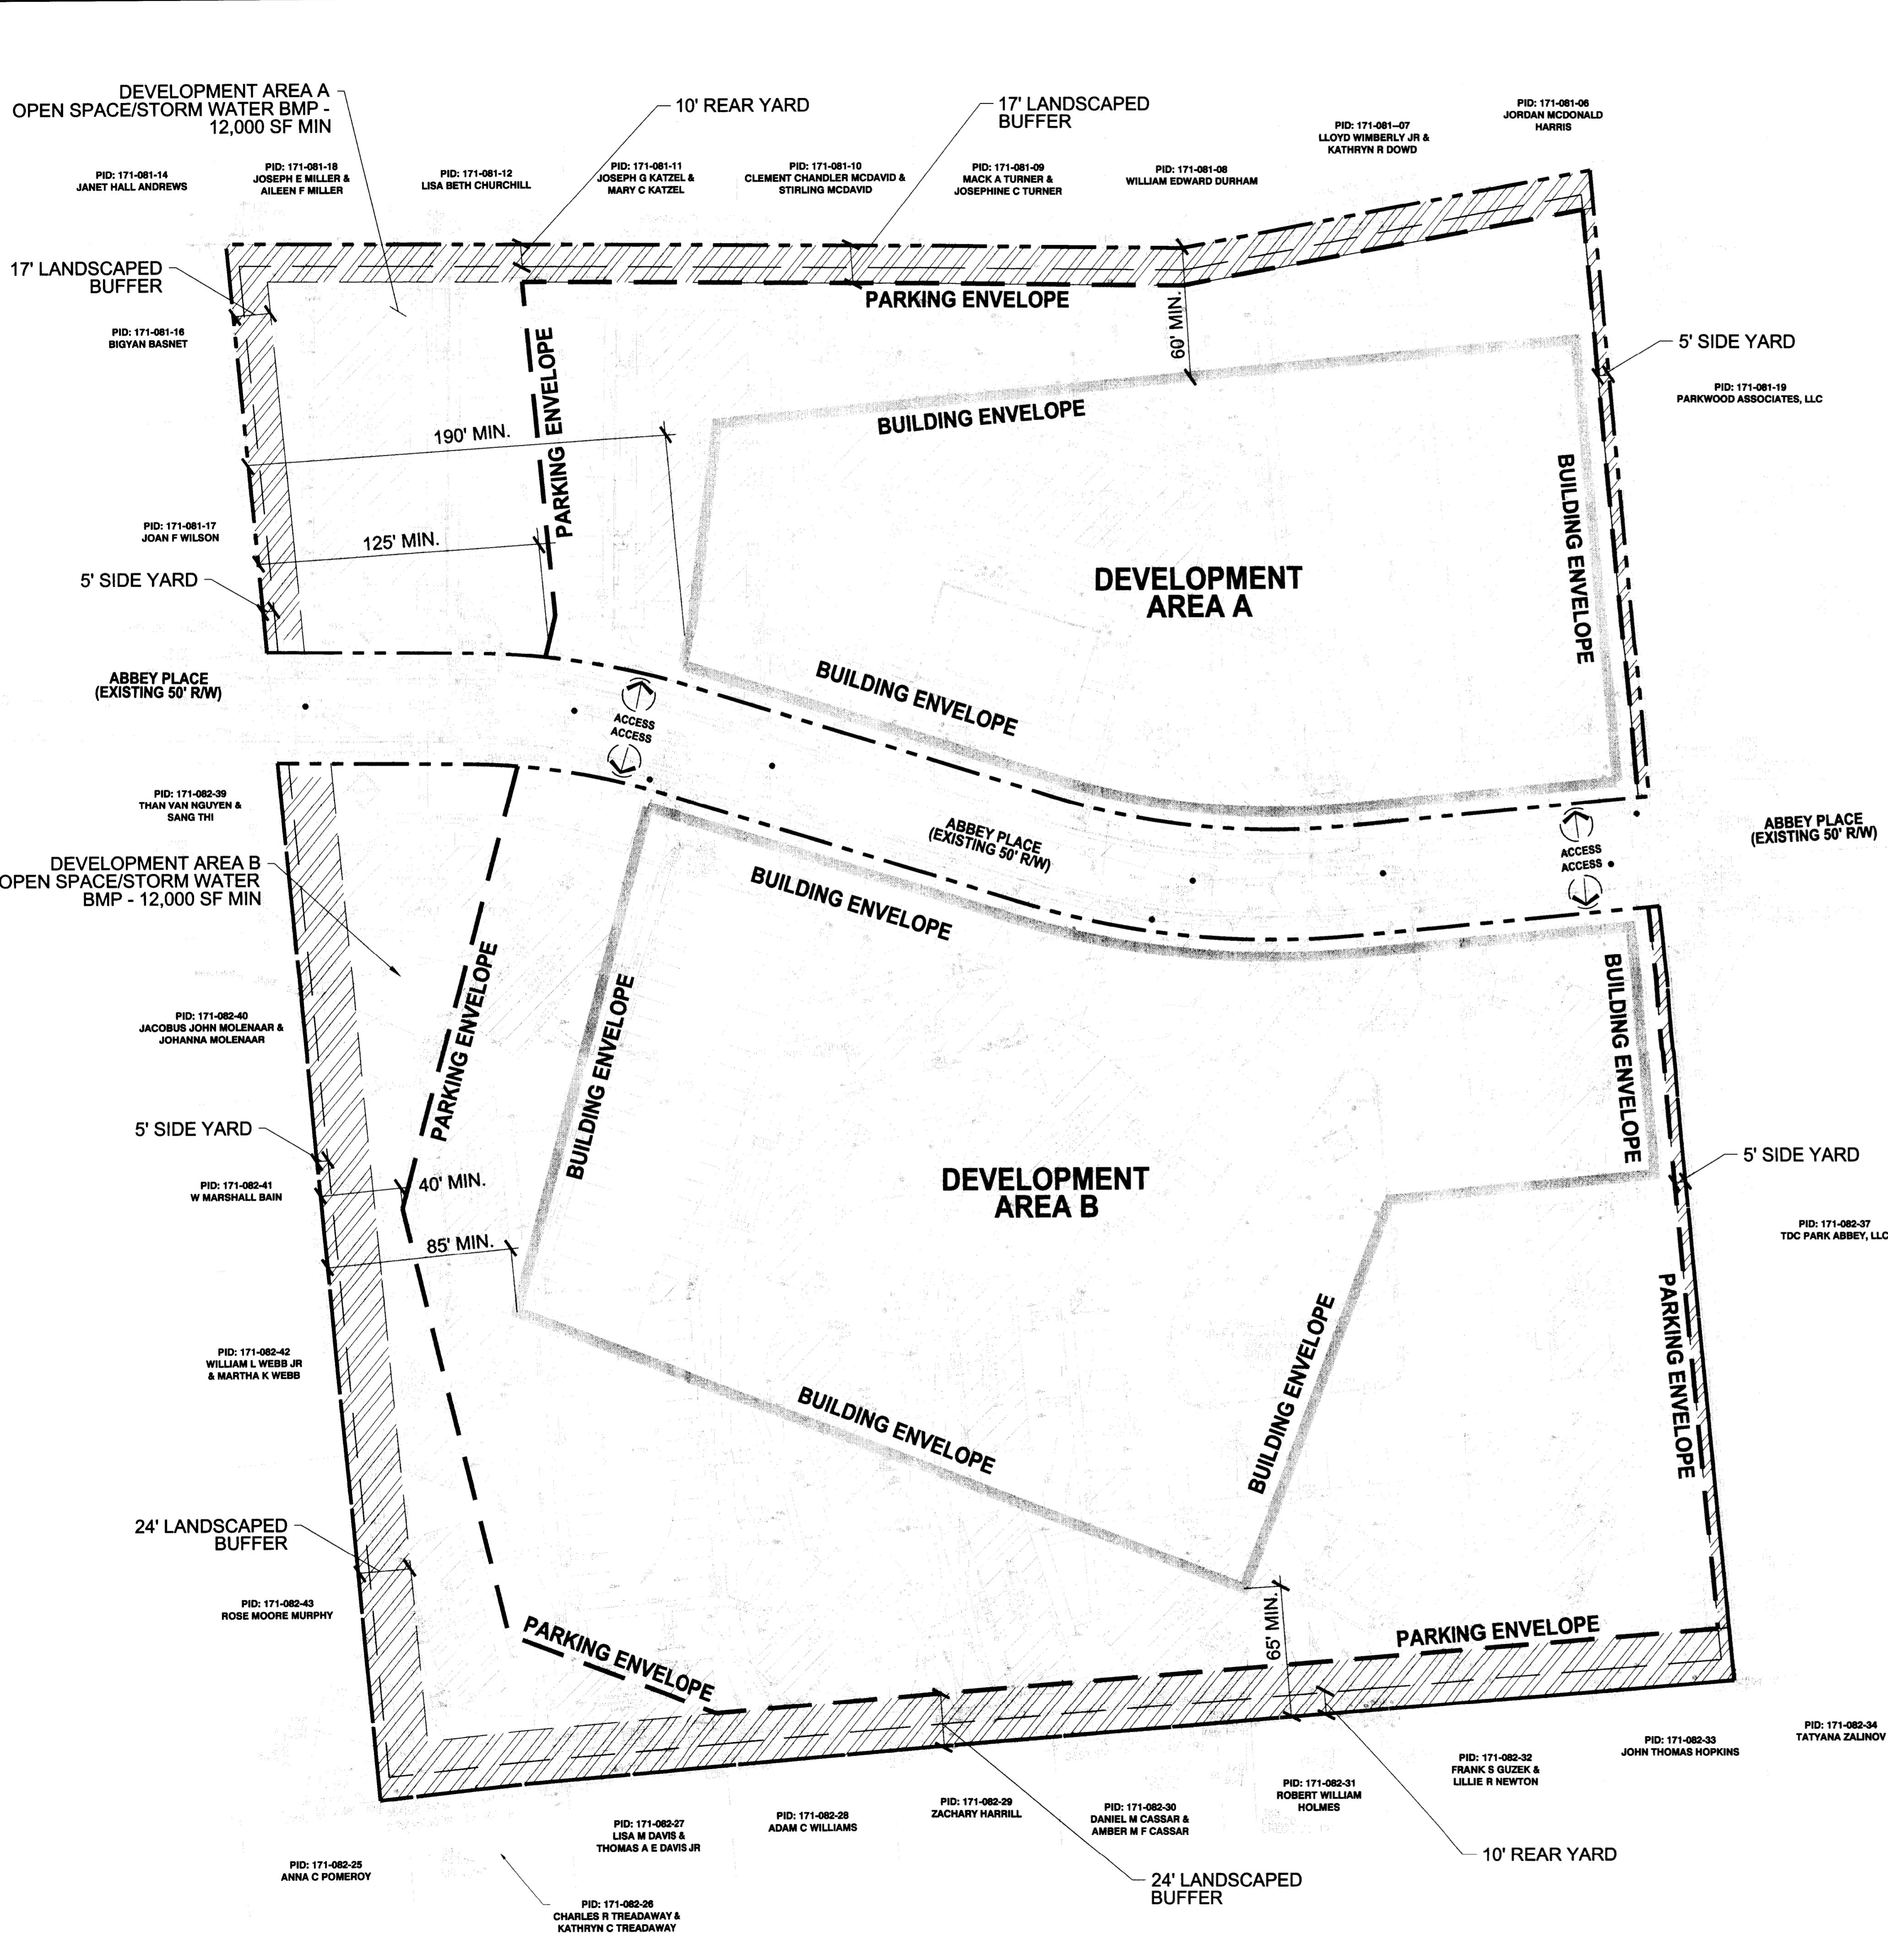 DEVELOPMENT AREA A
OPEN SPACE/STORM WATER BMP -
12,000 SF MIN
10' REAR YARD
17' LANDSCAPED
BUFFER
PID: 171-081-06
JORDAN MCDONALD
HARRIS
PID: 171-081--07
LLOYD WIMBERLY JR &
KATHRYN R DOWD
PID: 171-081-14
JANET HALL ANDREWS
PID: 171-081-18
JOSEPH E MILLER &
AILEEN F MILLER
PID: 171-081-12
LISA BETH CHURCHILL
PID: 171-081-11
JOSEPH G KATZEL &
MARY C KATZEL
PID: 171-081-10
CLEMENT CHANDLER MCDAVID &
STIRLING MCDAVID
PID: 171-081-09
MACK A TURNER &
JOSEPHINE C TURNER
PID: 171-081-08
WILLIAM EDWARD DURHAM
17' LANDSCAPED
BUFFER
PID: 171-081-16
BIGYAN BASNET
PARKING ENVELOPE
60' MIN.
5' SIDE YARD
PID: 171-081-19
PARKWOOD ASSOCIATES, LLC
PARKING ENVELOPE
BUILDING ENVELOPE
190' MIN.
BUILDING ENVELOPE
PID: 171-081-17
JOAN F WILSON
125' MIN.
5' SIDE YARD
DEVELOPMENT
AREA A
ABBEY PLACE
(EXISTING 50' R/W)
BUILDING ENVELOPE
ACCESS
ACCESS
PID: 171-082-39
THAN VAN NGUYEN &
SANG THI
ABBEY PLACE
(EXISTING 50' R/W)
ACCESS
ACCESS
ABBEY PLACE
(EXISTING 50' R/W)
DEVELOPMENT AREA B
OPEN SPACE/STORM WATER
BMP - 12,000 SF MIN
BUILDING ENVELOPE
PARKING ENVELOPE
BUILDING ENVELOPE
BUILDING ENVELOPE
PID: 171-082-40
JACOBUS JOHN MOLENAAR &
JOHANNA MOLENAAR
5' SIDE YARD
PID: 171-082-41
W MARSHALL BAIN
40' MIN.
85' MIN.
DEVELOPMENT
AREA B
5' SIDE YARD
PID: 171-082-37
TDC PARK ABBEY, LLC
PID: 171-082-42
WILLIAM L WEBB JR
& MARTHA K WEBB
BUILDING ENVELOPE
BUILDING ENVELOPE
PARKING ENVELOPE
24' LANDSCAPED
BUFFER
PID: 171-082-43
ROSE MOORE MURPHY
PARKING ENVELOPE
65' MIN.
PARKING ENVELOPE
PID: 171-082-34
TATYANA ZALINOV
PID: 171-082-33
JOHN THOMAS HOPKINS
PID: 171-082-32
FRANK S GUZEK &
LILLIE R NEWTON
PID: 171-082-31
ROBERT WILLIAM
HOLMES
PID: 171-082-30
DANIEL M CASSAR &
AMBER M F CASSAR
PID: 171-082-29
ZACHARY HARRILL
PID: 171-082-28
ADAM C WILLIAMS
PID: 171-082-27
LISA M DAVIS &
THOMAS A E DAVIS JR
PID: 171-082-25
ANNA C POMEROY
PID: 171-082-26
CHARLES R TREADAWAY &
KATHRYN C TREADAWAY
24' LANDSCAPED
BUFFER
10' REAR YARD